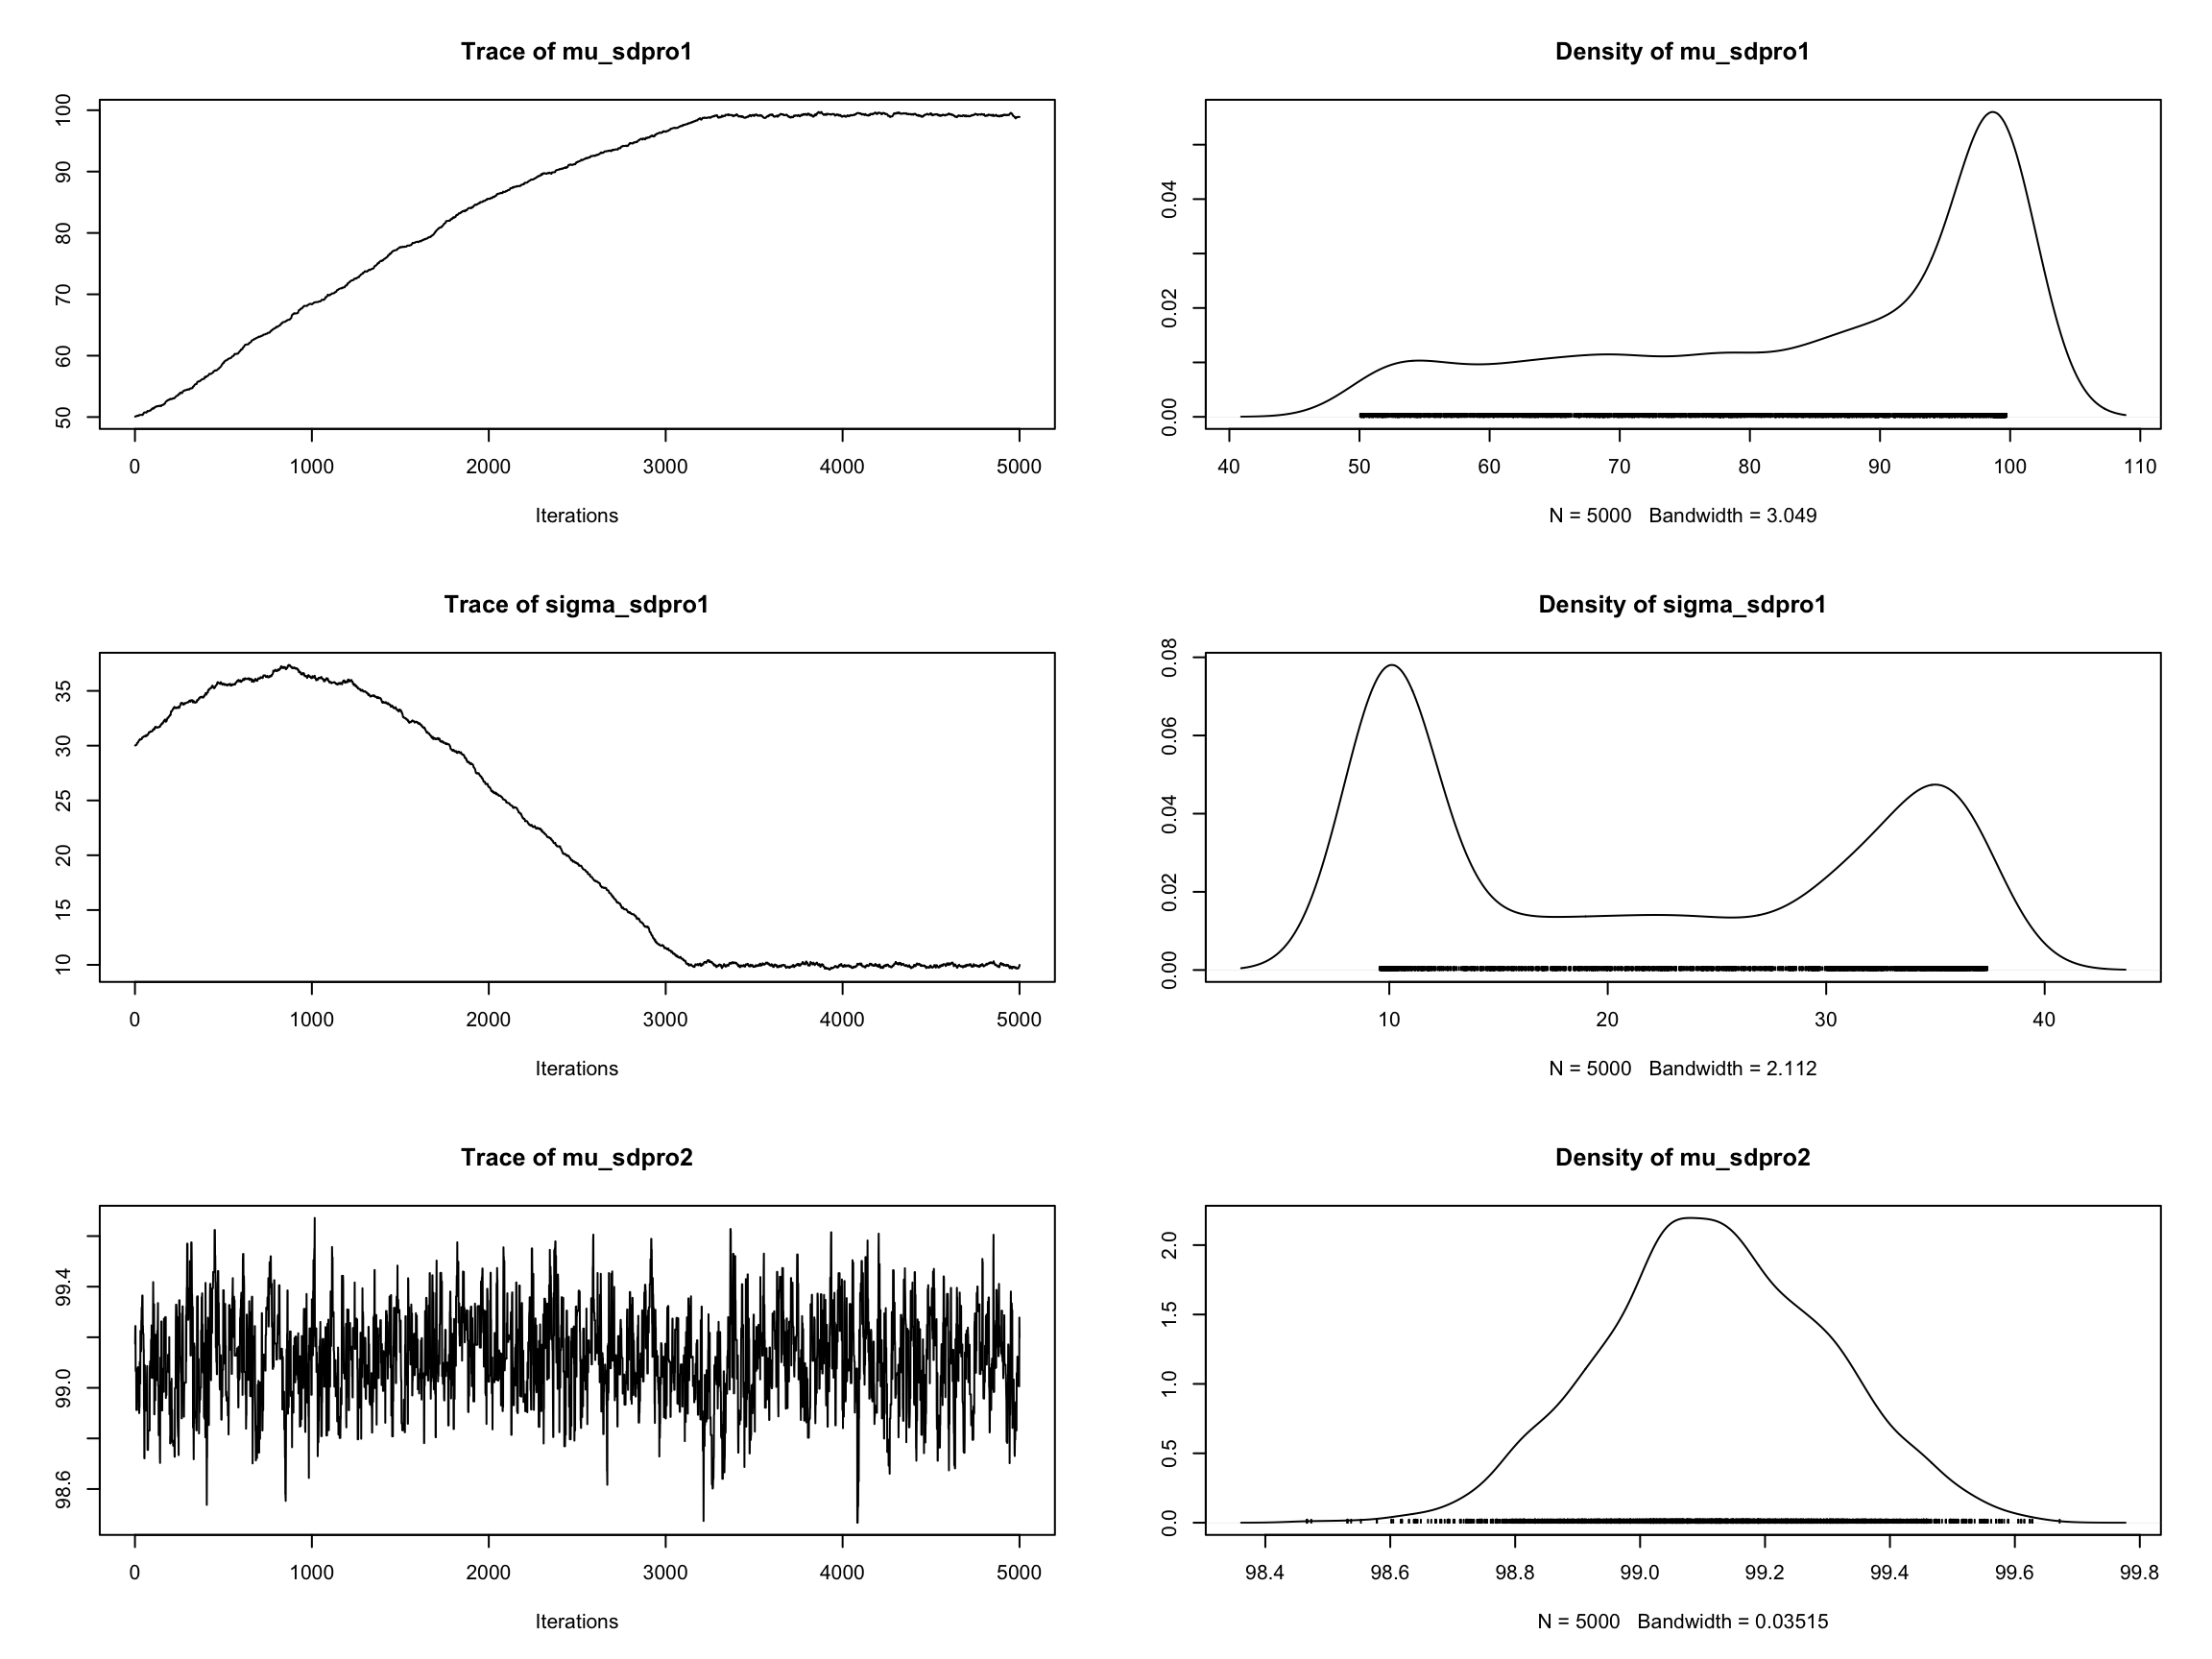 Trace of mu_sdpro1
100
90
80
70
60
50
0 1000 2000 3000 4000 5000
Iterations
Density of mu_sdpro1
0.04
0.02
0.00
40 50 60 70 80 90 100 110
N = 5000 Bandwidth = 3.049
Trace of sigma_sdpro1
35
30
25
20
15
10
0 1000 2000 3000 4000 5000
Iterations
Density of sigma_sdpro1
0.08
0.06
0.04
0.02
0.00
10 20 30 40
N = 5000 Bandwidth = 2.112
Trace of mu_sdpro2
99.4
99.0
98.6
0 1000 2000 3000 4000 5000
Iterations
Density of mu_sdpro2
2.0
1.5
1.0
0.5
0.0
98.4 98.6 98.8 99.0 99.2 99.4 99.6 99.8
N = 5000 Bandwidth = 0.03515